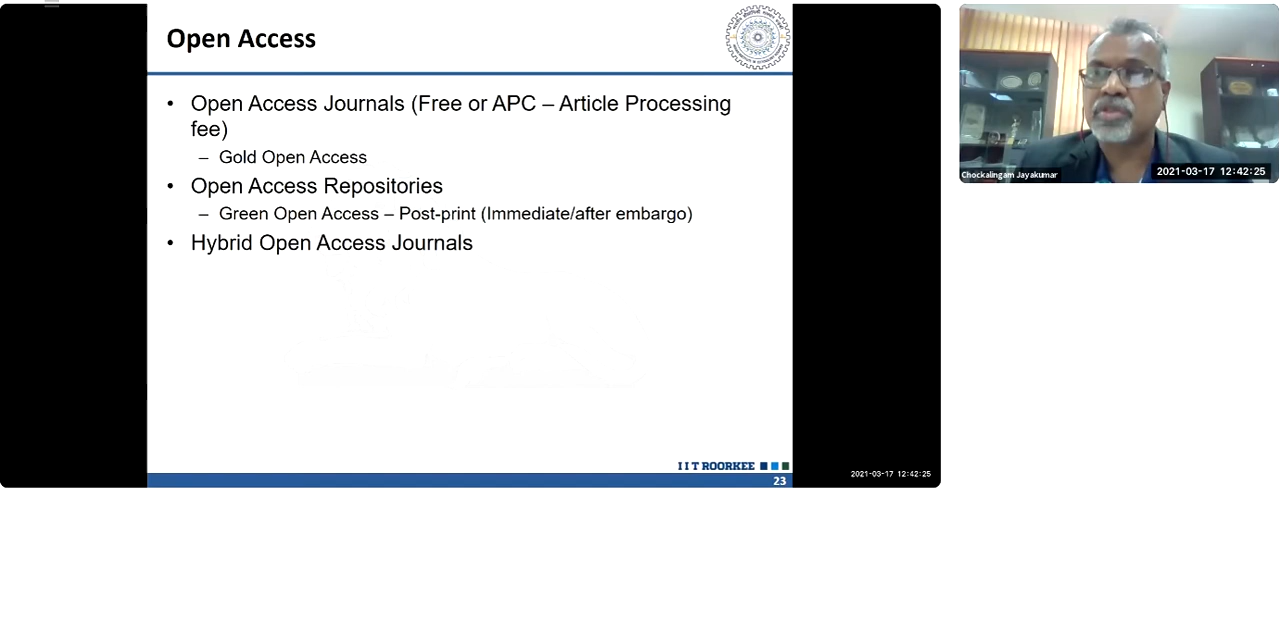 Open Access
• Open Access Journals (Free or APC – Article Processing
fee)
– Gold Open Access
• Open Access Repositories
– Green Open Access – Post-print (Immediate/after embargo)
• Hybrid Open Access Journals
IIT ROORKEE
23
2021-03-17 12:42:25
Chockalingam Jayakumar
2021-03-17 12:42:25